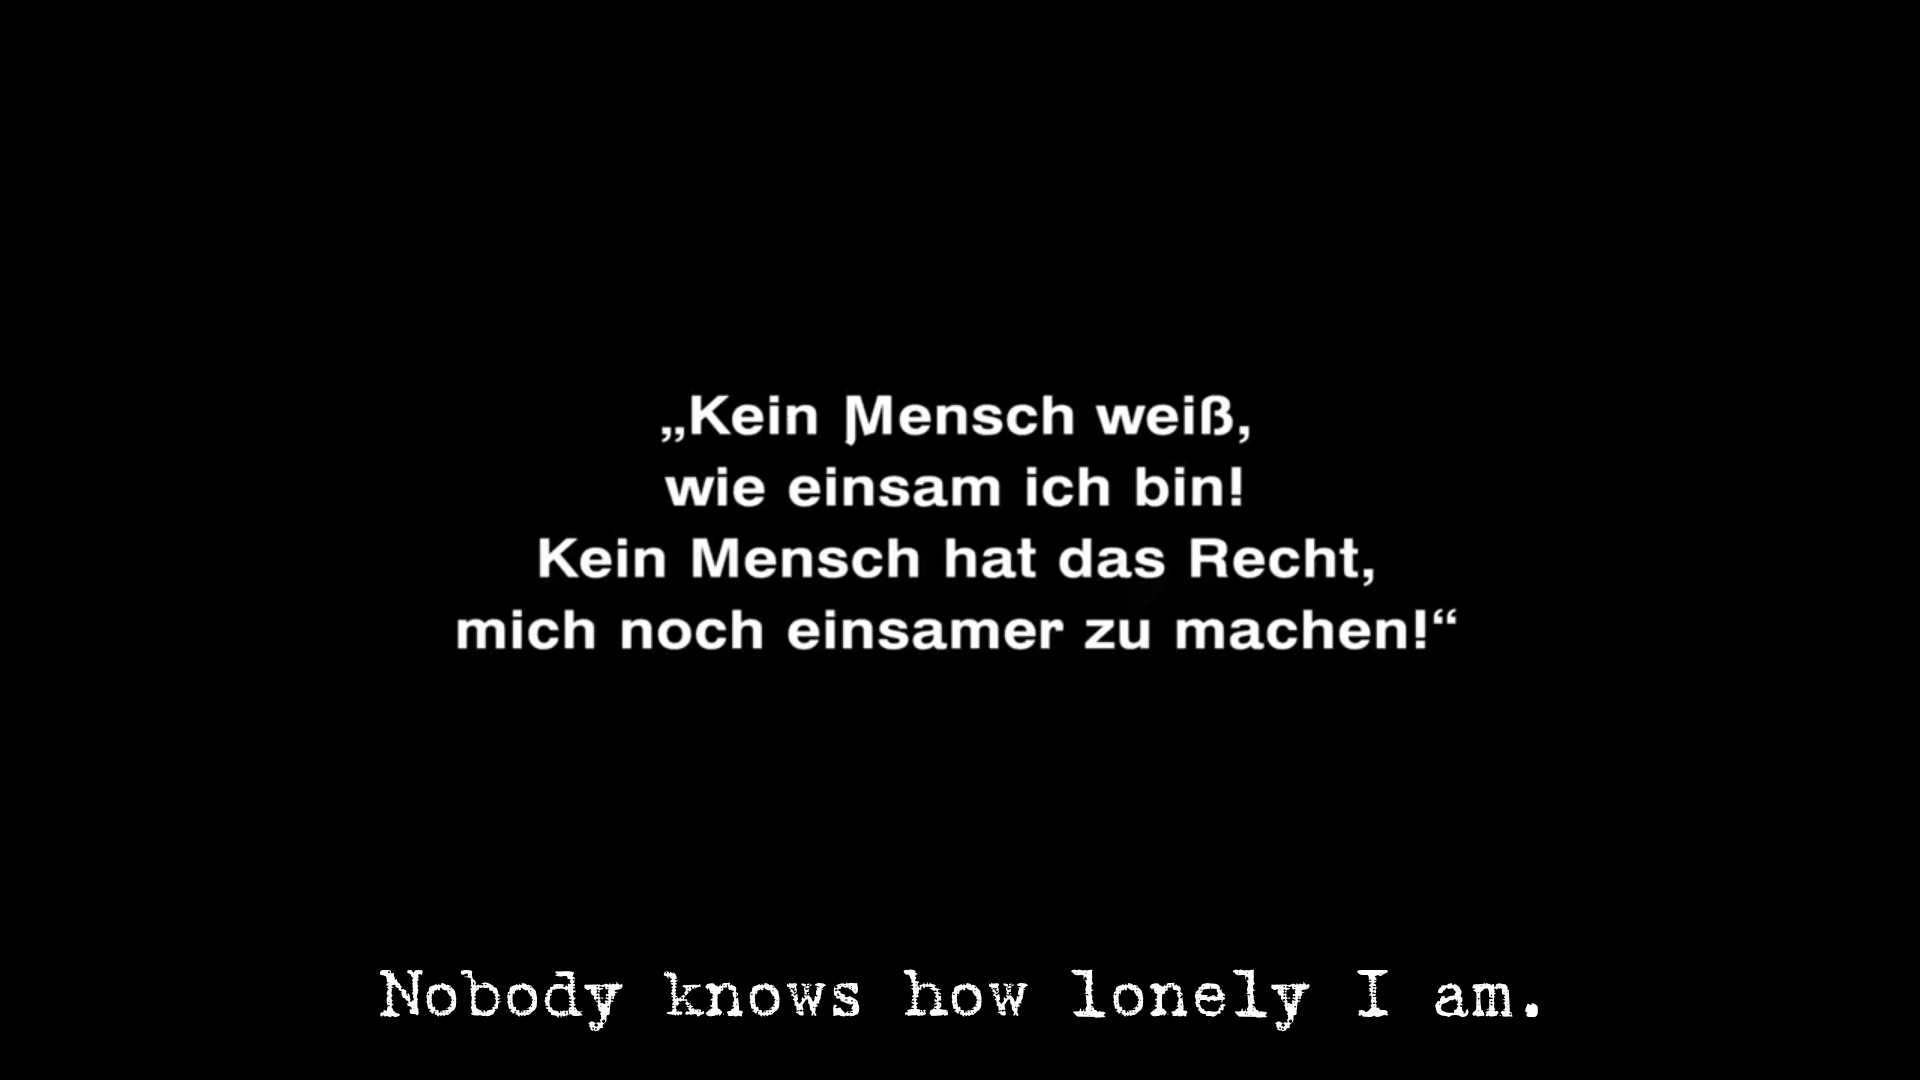 „Kein Mensch weiß,
wie einsam ich bin!
Kein Mensch hat das Recht,
mich noch einsamer zu machen!“
Nobody knows how lonely I am.